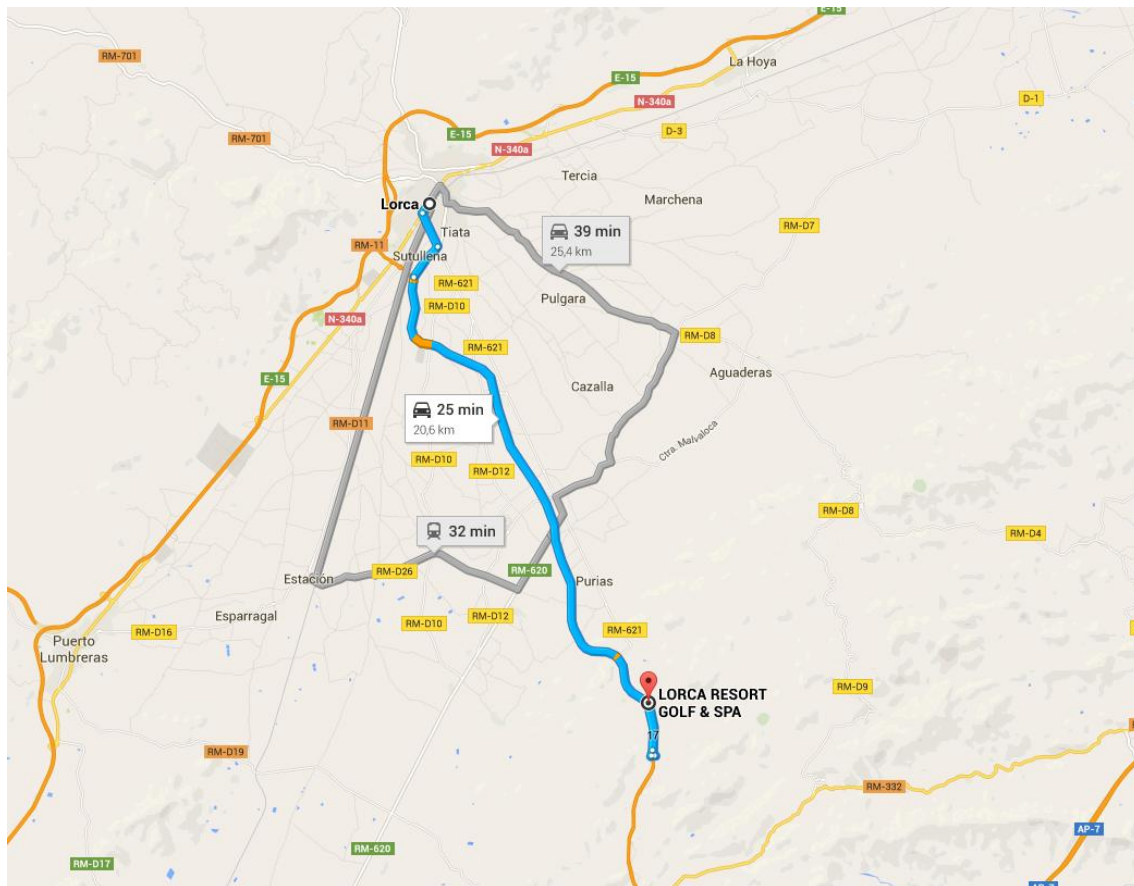 E-15
RM-701
La Hoya
E-15
N-340a
D-1
E-15
D-3
RM-701
N-340a
Tercia
Marchena
Lorca
RM-D7
Tiata
39 min
25,4 km
RM-11
Sutullena
RM-621
Pulgara
RM-D10
N-340a
RM-D8
RM-621
Aguaderas
E-15
Cazalla
25 min
20,6 km
RM-D11
Ctra. Malvaloca
RM-D10
RM-D12
RM-D8
32 min
RM-D4
RM-620
RM-D26
Estación
Purias
Esparragal
RM-D12
RM-D10
RM-D16
RM-621
Puerto
Lumbreras
RM-D9
LORCA RESORT
GOLF & SPA
17
RM-D19
RM-332
AP-7
RM-620
RM-D17